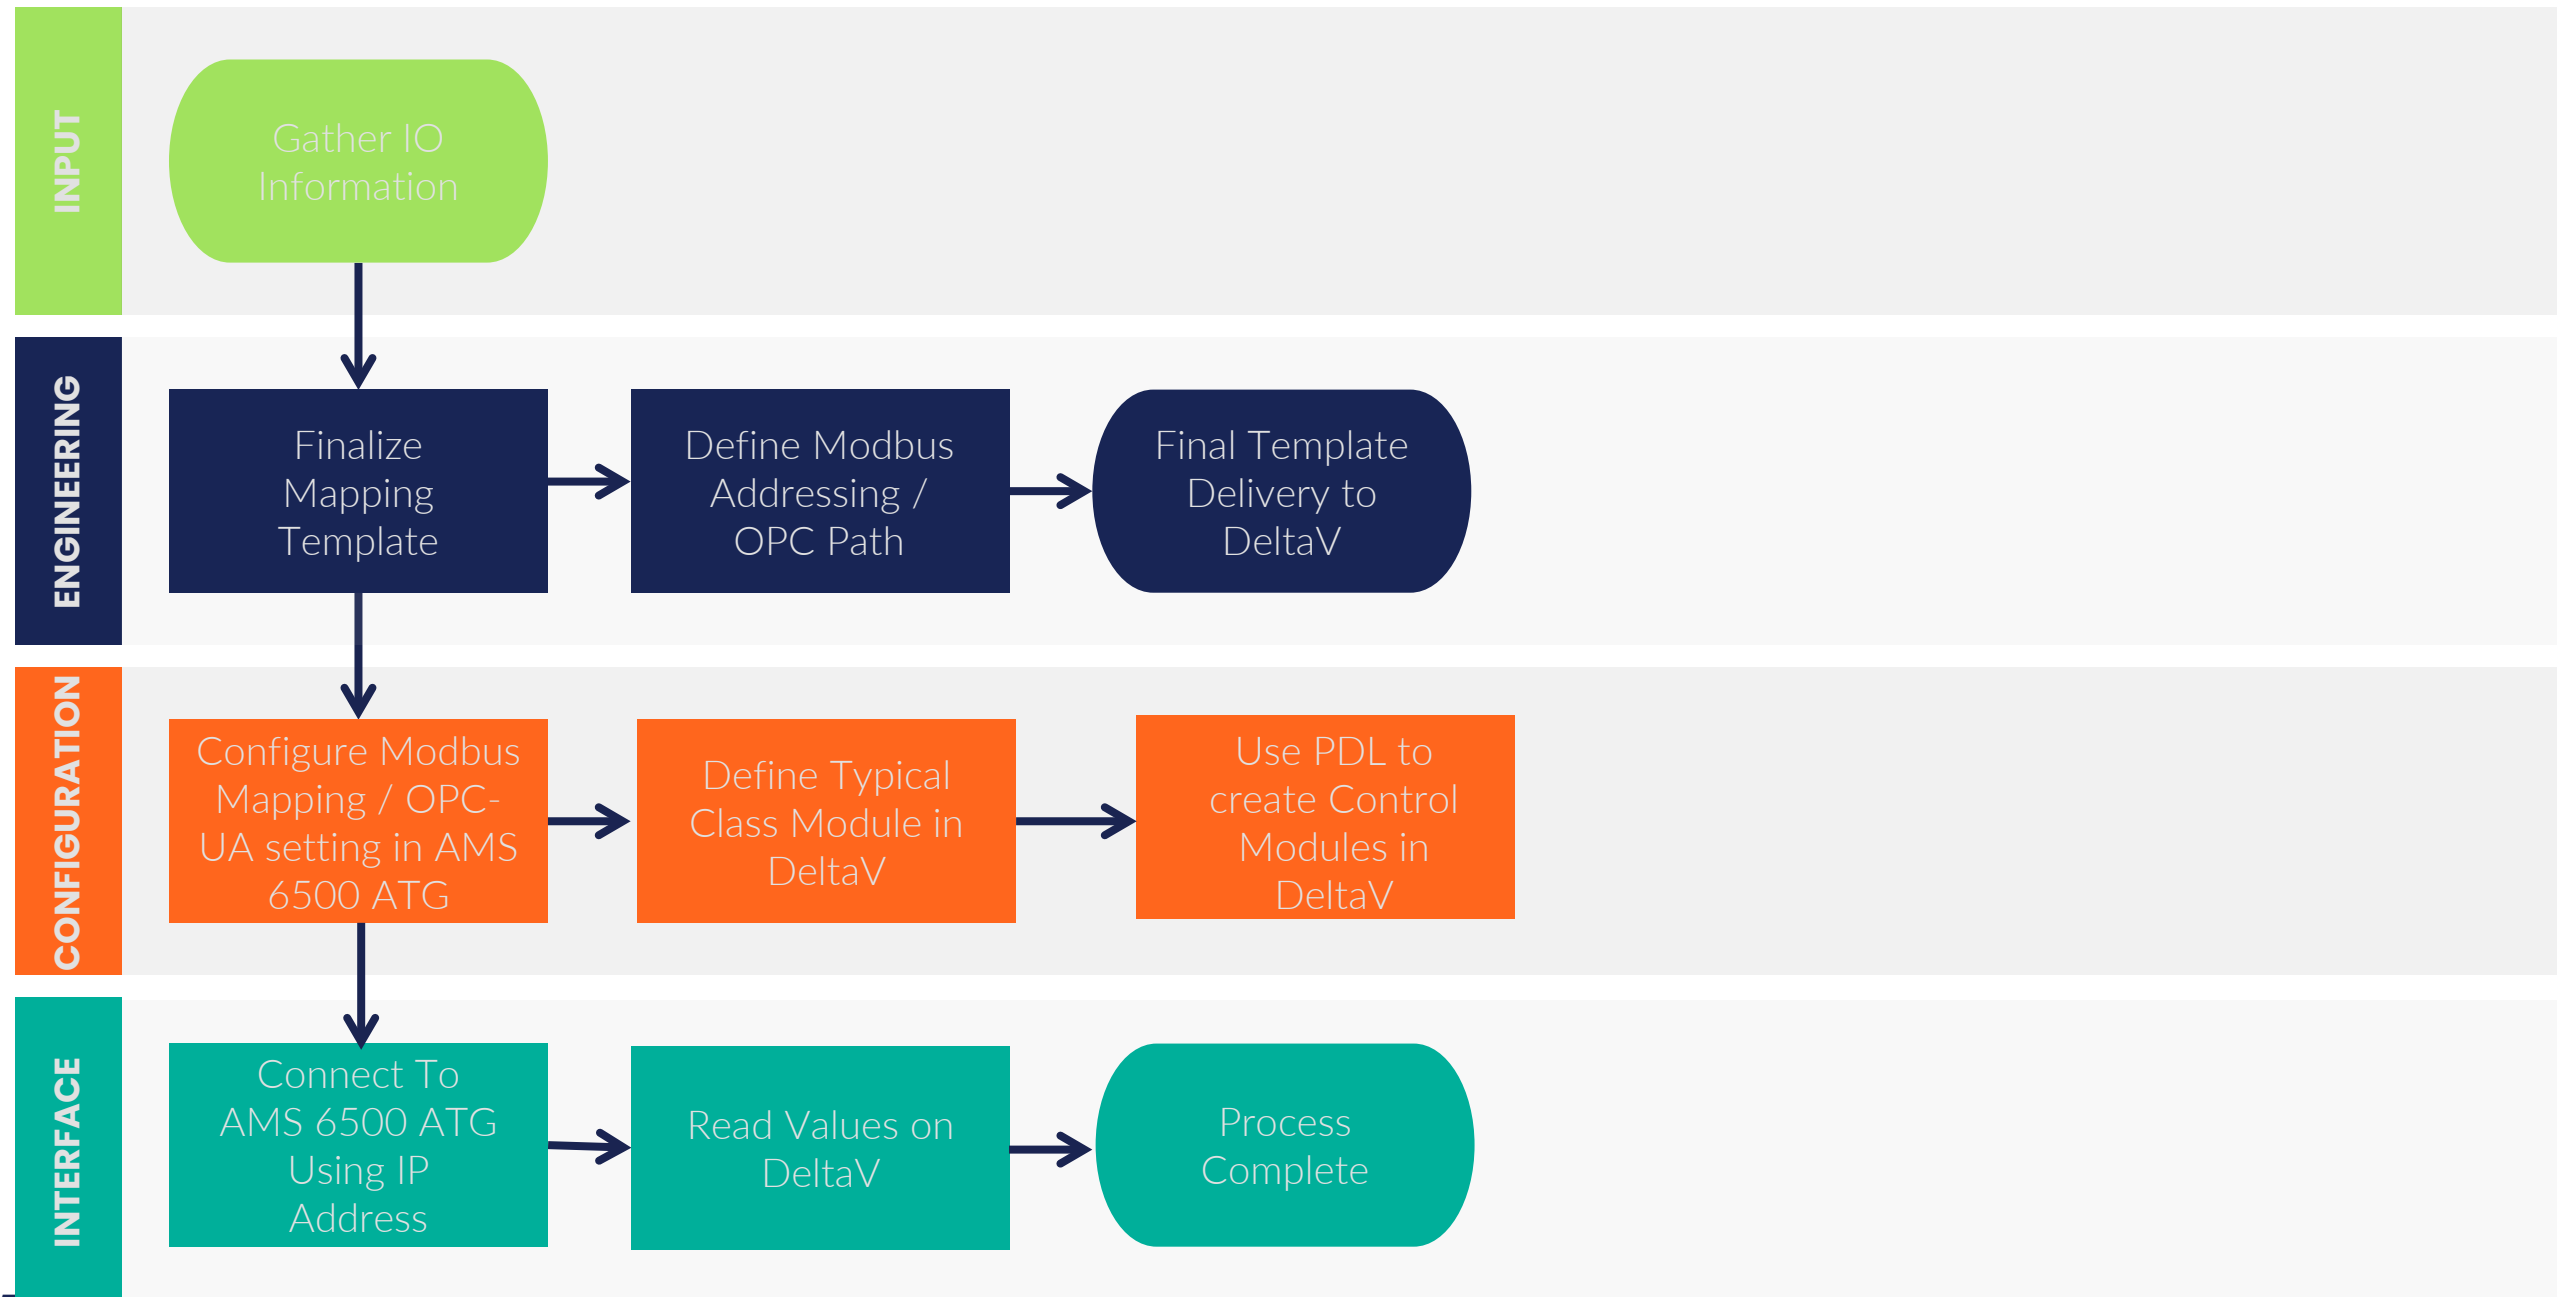 INPUT
Gather IO
Information
ENGINEERING
Finalize
Mapping
Template
Define Modbus
Addressing /
OPC Path
Final Template
Delivery to
DeltaV
CONFIGURATION
Configure Modbus
Mapping / OPC-
UA setting in AMS
6500 ATG
Define Typical
Class Module in
DeltaV
Use PDL to
create Control
Modules in
DeltaV
INTERFACE
Connect To
AMS 6500 ATG
Using IP
Address
Read Values on
DeltaV
Process
Complete